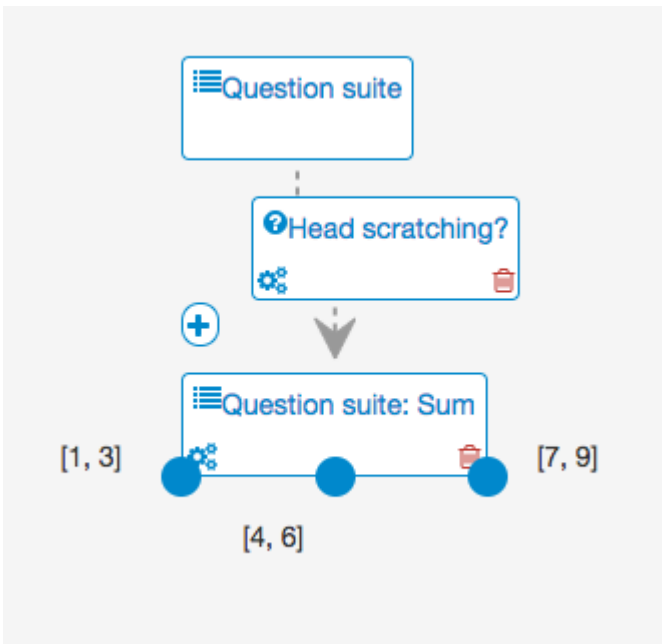 Question suite
Head scratching?
Question suite: Sum
[1, 3]
[7, 9]
[4, 6]